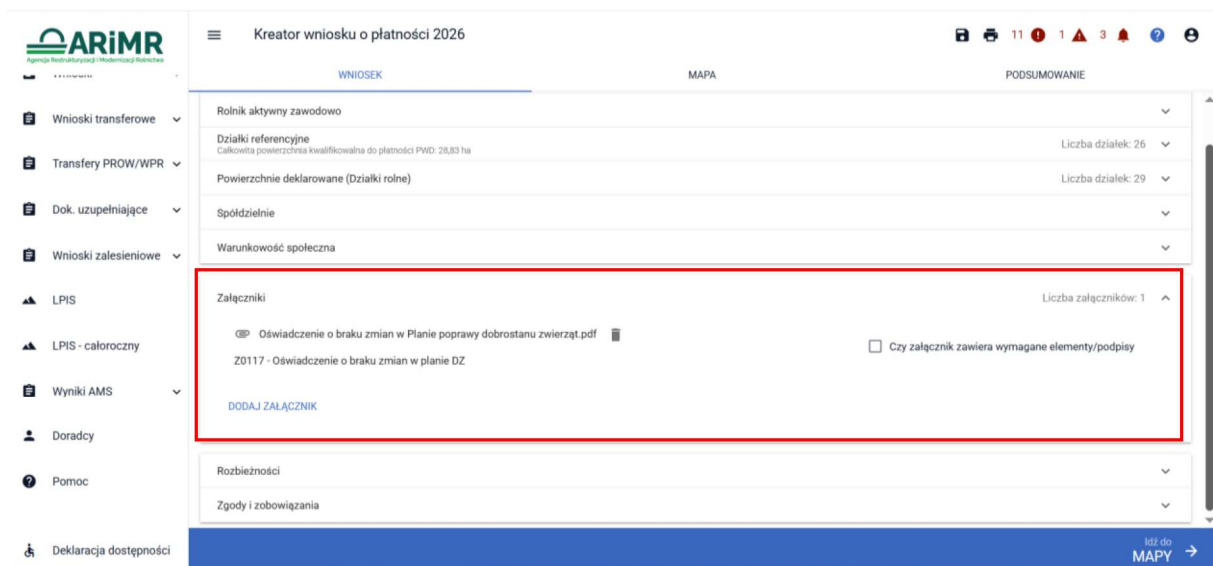 ARiMR
Agencja Restrukturyzacji i Modernizacji Rolnictwa
Kreator wniosku o płatności 2026
11 1 3
WNIOSEK MAPA PODSUMOWANIE
Wnioski transferowe
Transfery PROW/WPR
Dok. uzupełniające
Wnioski zalesieniowe
LPIS
LPIS - całoroczny
Wyniki AMS
Doradcy
Pomoc
Deklaracja dostępności
Rolnik aktywny zawodowo
Działki referencyjne
Całkowita powierzchnia kwalifikowalna do płatności PWD: 28,83 ha
Liczba działek: 26
Powierzchnie deklarowane (Działki rolne) Liczba działek: 29
Spółdzielnie
Warunkowość społeczna
Załączniki Liczba załączników: 1
Oświadczenie o braku zmian w Planie poprawy dobrostanu zwierząt.pdf
Z0117 - Oświadczenie o braku zmian w planie DZ
Czy załącznik zawiera wymagane elementy/podpisy
DODAJ ZAŁĄCZNIK
Rozbieżności
Zgody i zobowiązania
Idź do
MAPY